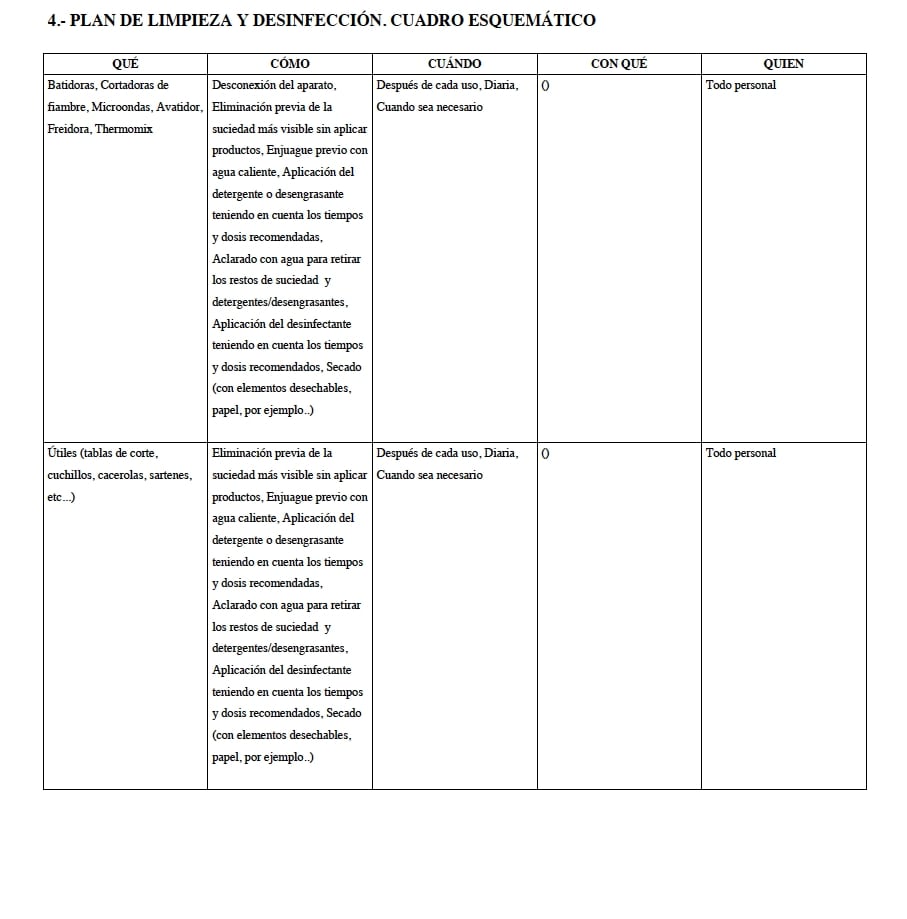 4.- PLAN DE LIMPIEZA Y DESINFECCIÓN. CUADRO ESQUEMÁTICO
QUÉ
CÓMO
CUÁNDO
CON QUÉ
QUIEN
Batidoras, Cortadoras de
fiambre, Microondas, Avatidor,
Freidora, Thermomix
Desconexión del aparato,
Eliminación previa de la
suciedad más visible sin aplicar
productos, Enjuague previo con
agua caliente, Aplicación del
detergente o desengrasante
teniendo en cuenta los tiempos
y dosis recomendadas,
Aclarado con agua para retirar
los restos de suciedad y
detergentes/desengrasantes,
Aplicación del desinfectante
teniendo en cuenta los tiempos
y dosis recomendados, Secado
(con elementos desechables,
papel, por ejemplo..)
Después de cada uso, Diaria,
Cuando sea necesario
()
Todo personal
Útiles (tablas de corte,
cuchillos, cacerolas, sartenes,
etc...)
Eliminación previa de la
suciedad más visible sin aplicar
productos, Enjuague previo con
agua caliente, Aplicación del
detergente o desengrasante
teniendo en cuenta los tiempos
y dosis recomendadas,
Aclarado con agua para retirar
los restos de suciedad y
detergentes/desengrasantes,
Aplicación del desinfectante
teniendo en cuenta los tiempos
y dosis recomendados, Secado
(con elementos desechables,
papel, por ejemplo..)
Después de cada uso, Diaria,
Cuando sea necesario
()
Todo personal